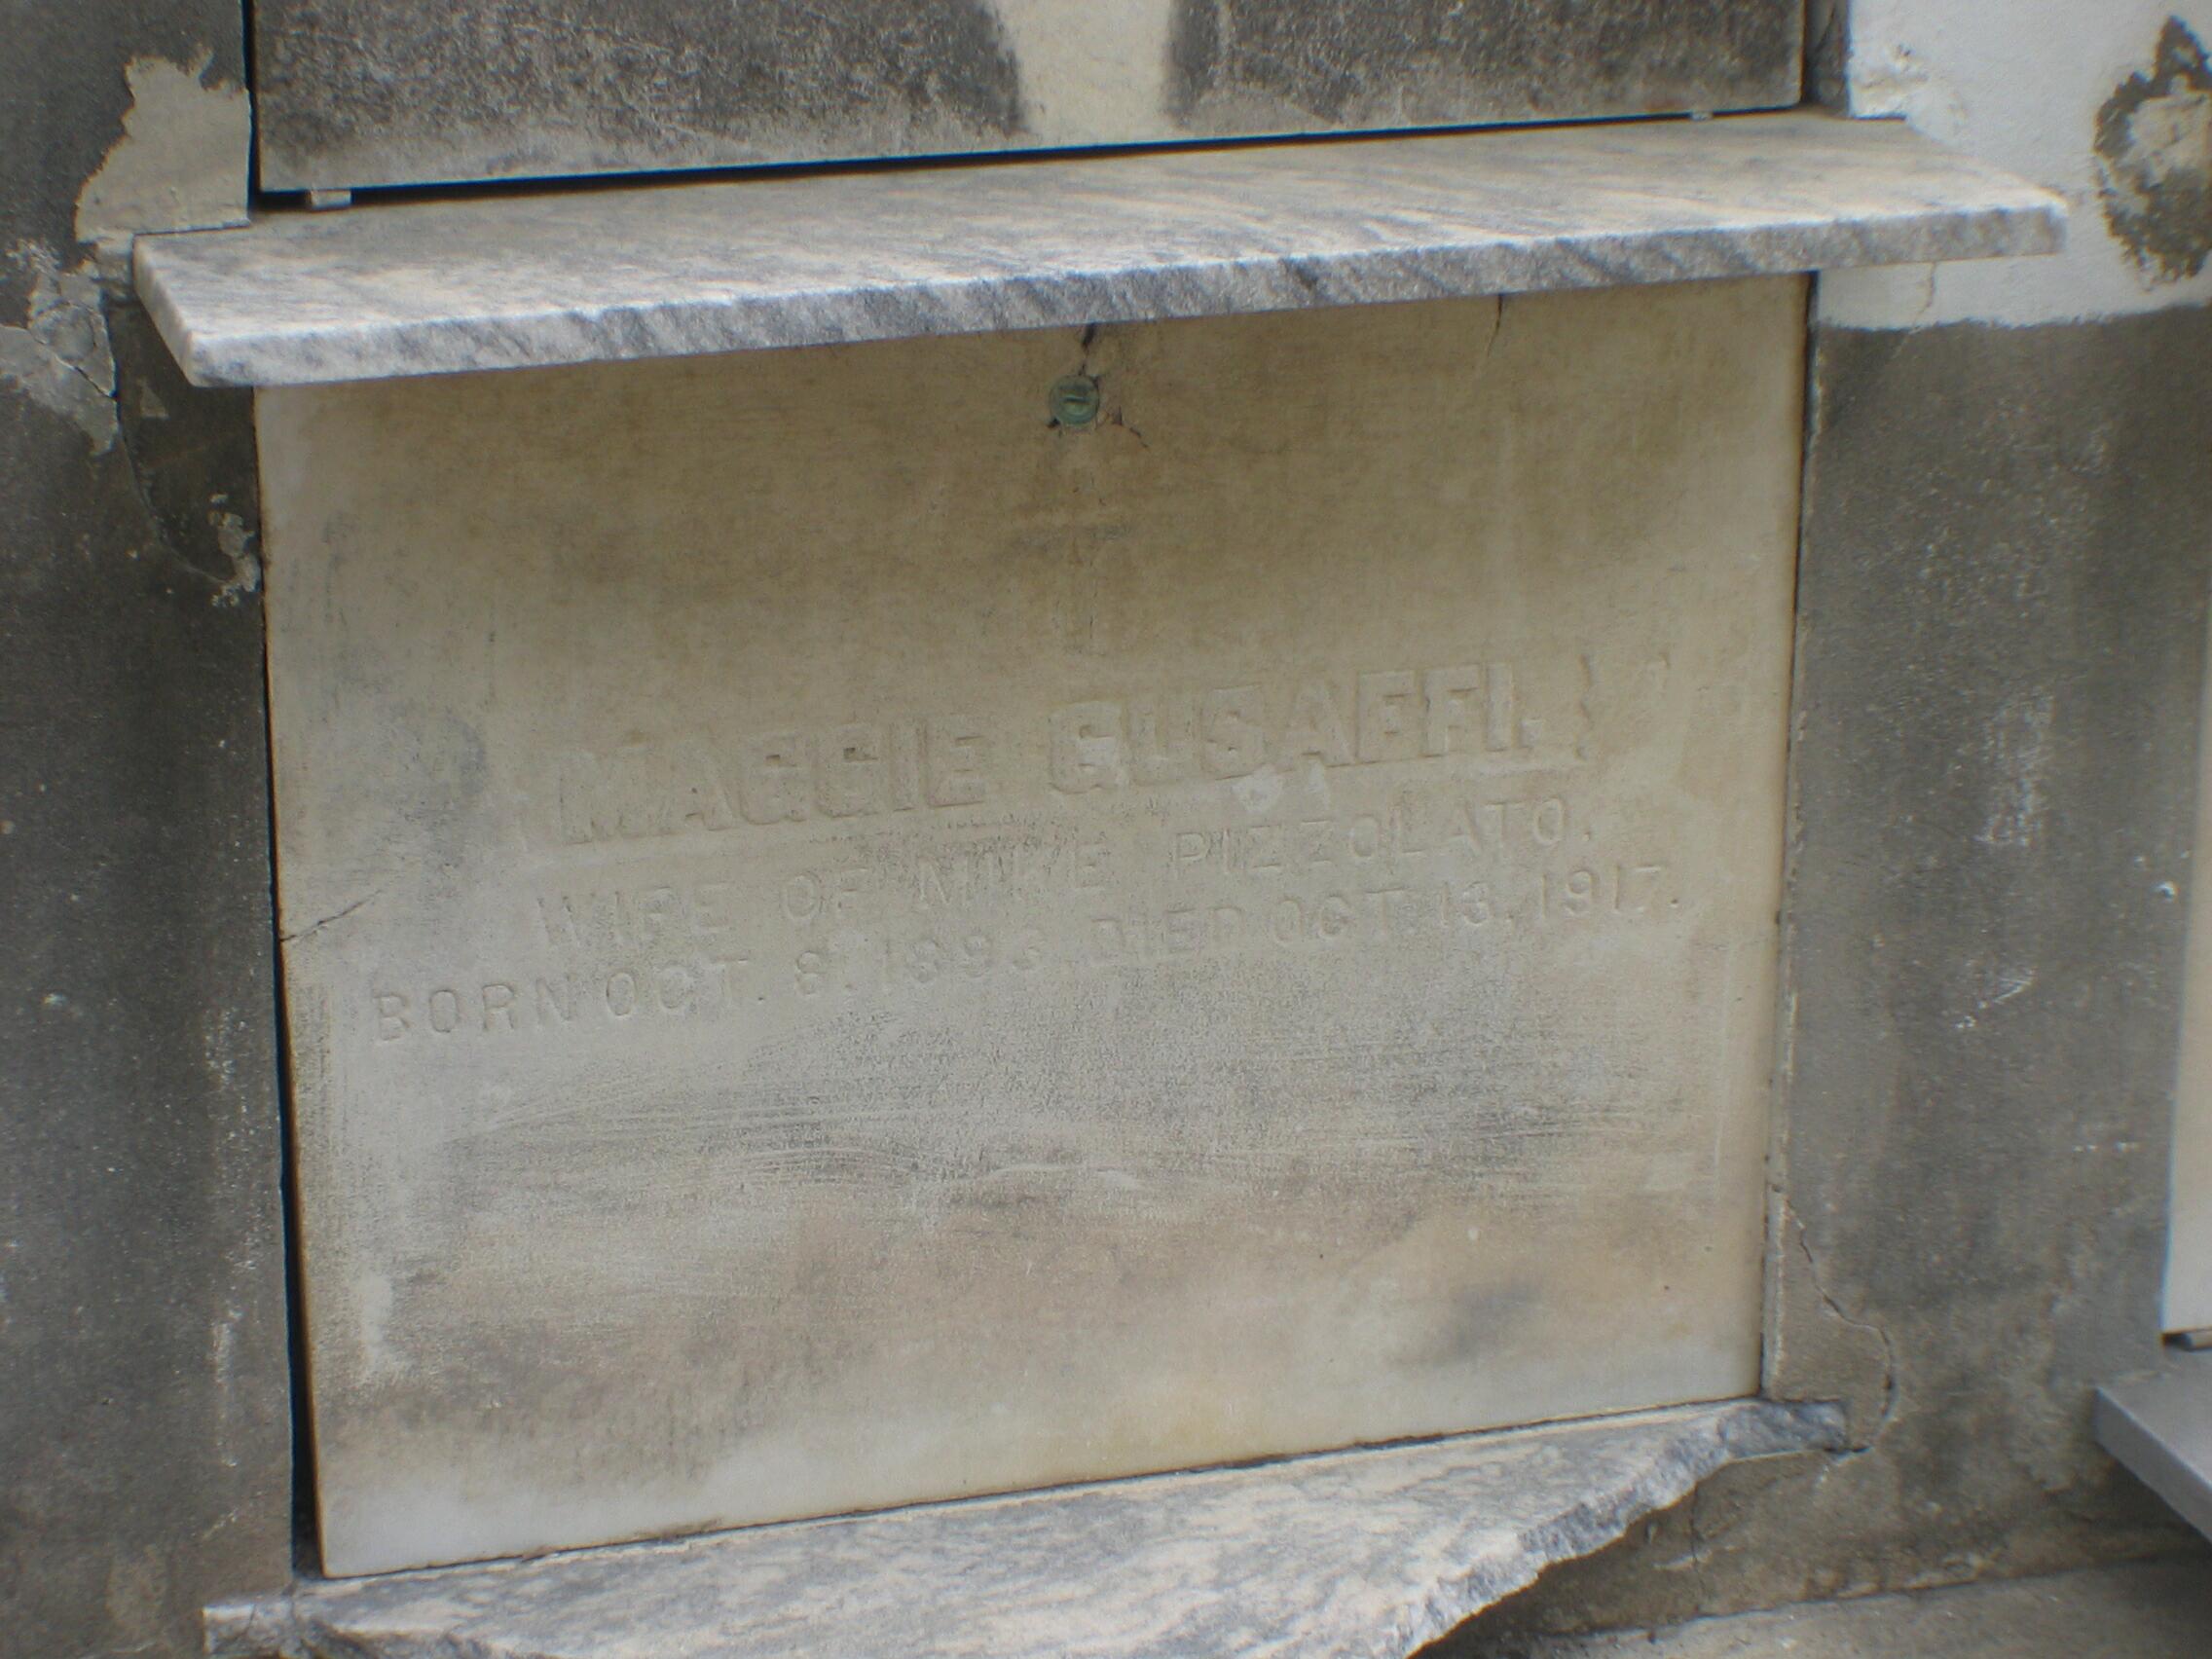 MAGGIE GUSAFFI,
WIFE OF MIKE PIZZOLATO.
BORN OCT. 8. 1893. DIED OCT. 13. 1917.